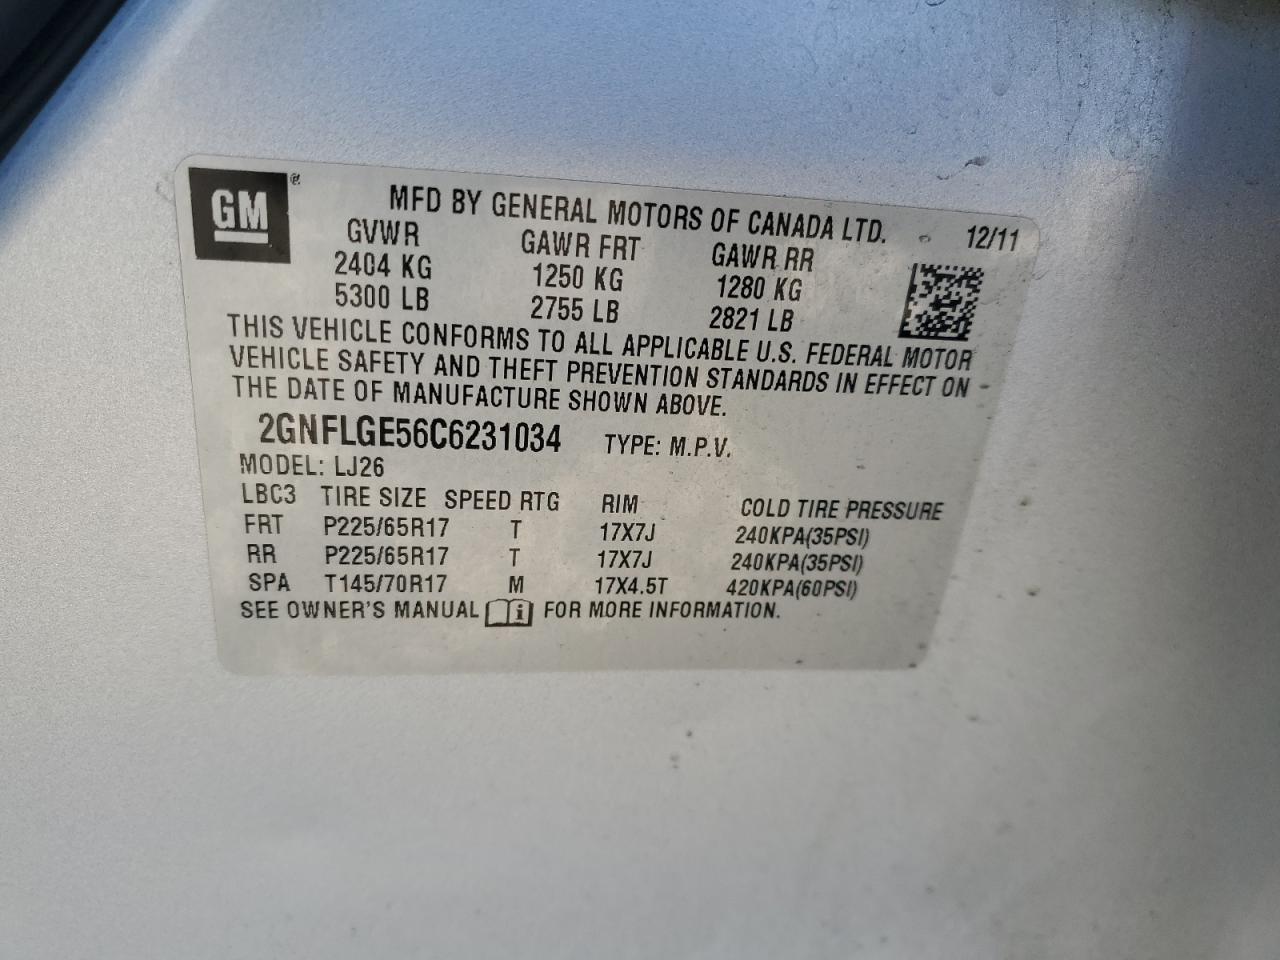 GM ®
MFD BY GENERAL MOTORS OF CANADA LTD. 12/11
GVWR GAWR FRT GAWR RR
2404 KG 1250 KG 1280 KG
5300 LB 2755 LB 2821 LB
THIS VEHICLE CONFORMS TO ALL APPLICABLE U.S. FEDERAL MOTOR
VEHICLE SAFETY AND THEFT PREVENTION STANDARDS IN EFFECT ON
THE DATE OF MANUFACTURE SHOWN ABOVE.
2GNFLGE56C6231034 TYPE: M.P.V.
MODEL: LJ26
LBC3 TIRE SIZE SPEED RTG RIM COLD TIRE PRESSURE
FRT P225/65R17 T 17X7J 240KPA(35PSI)
RR P225/65R17 T 17X7J 240KPA(35PSI)
SPA T145/70R17 M 17X4.5T 420KPA(60PSI)
SEE OWNER'S MANUAL i FOR MORE INFORMATION.